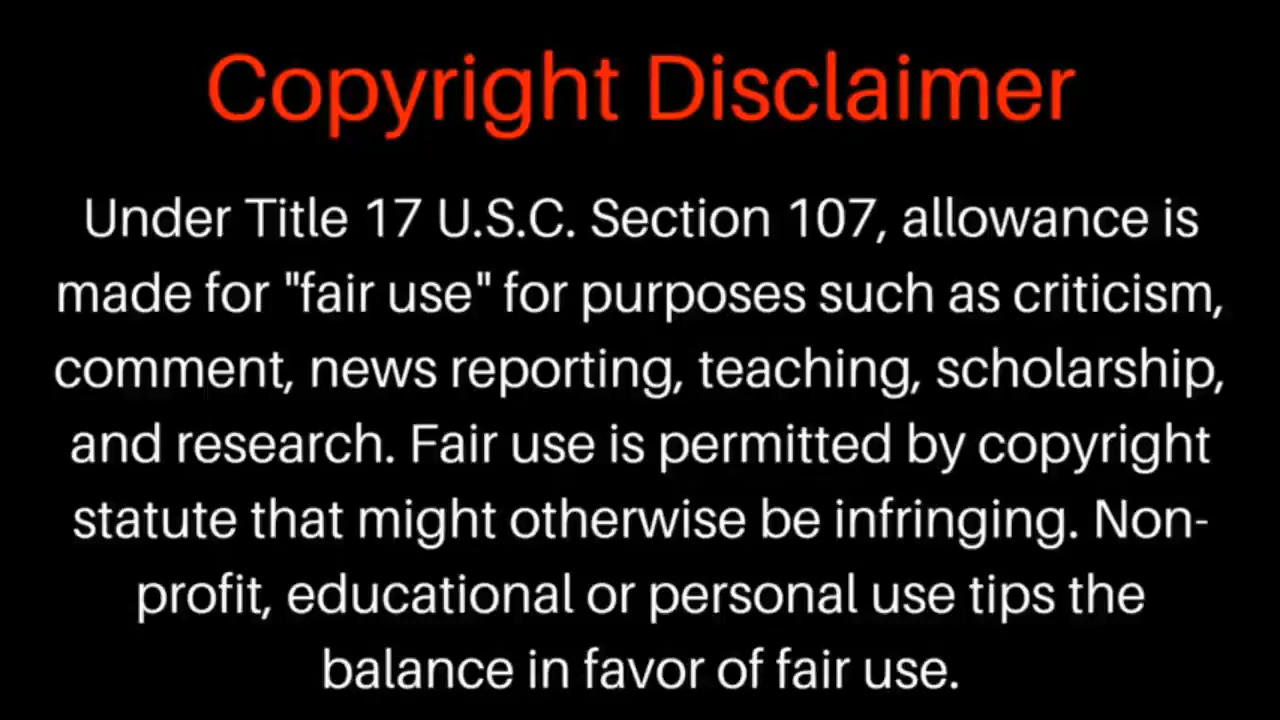 Copyright Disclaimer
Under Title 17 U.S.C. Section 107, allowance is
made for "fair use" for purposes such as criticism,
comment, news reporting, teaching, scholarship,
and research. Fair use is permitted by copyright
statute that might otherwise be infringing. Non-
profit, educational or personal use tips the
balance in favor of fair use.